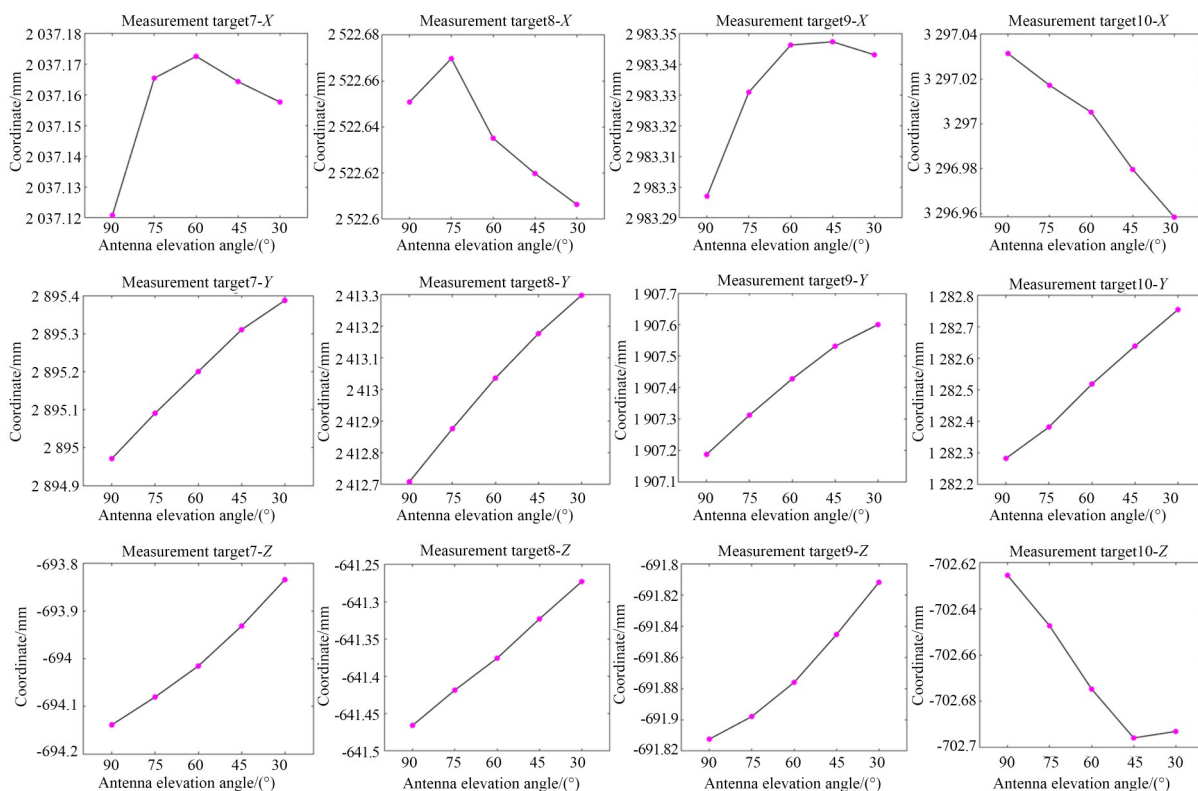 Measurement target7-X
Coordinate/mm
2 037.18
2 037.17
2 037.16
2 037.15
2 037.14
2 037.13
2 037.12
90 75 60 45 30
Antenna elevation angle/(°)
Measurement target8-X
Coordinate/mm
2 522.68
2 522.66
2 522.64
2 522.62
2 522.6
90 75 60 45 30
Antenna elevation angle/(°)
Measurement target9-X
Coordinate/mm
2 983.35
2 983.34
2 983.33
2 983.32
2 983.31
2 983.3
2 983.29
90 75 60 45 30
Antenna elevation angle/(°)
Measurement target10-X
Coordinate/mm
3 297.04
3 297.02
3 297
3 296.98
3 296.96
90 75 60 45 30
Antenna elevation angle/(°)
Measurement target7-Y
Coordinate/mm
2 895.4
2 895.3
2 895.2
2 895.1
2 895
2 894.9
90 75 60 45 30
Antenna elevation angle/(°)
Measurement target8-Y
Coordinate/mm
2 413.3
2 413.2
2 413.1
2 413
2 412.9
2 412.8
2 412.7
90 75 60 45 30
Antenna elevation angle/(°)
Measurement target9-Y
Coordinate/mm
1 907.7
1 907.6
1 907.5
1 907.4
1 907.3
1 907.2
1 907.1
90 75 60 45 30
Antenna elevation angle/(°)
Measurement target10-Y
Coordinate/mm
1 282.8
1 282.7
1 282.6
1 282.5
1 282.4
1 282.3
1 282.2
90 75 60 45 30
Antenna elevation angle/(°)
Measurement target7-Z
Coordinate/mm
-693.8
-693.9
-694
-694.1
-694.2
90 75 60 45 30
Antenna elevation angle/(°)
Measurement target8-Z
Coordinate/mm
-641.25
-641.3
-641.35
-641.4
-641.45
-641.5
90 75 60 45 30
Antenna elevation angle/(°)
Measurement target9-Z
Coordinate/mm
-691.8
-691.82
-691.84
-691.86
-691.88
-691.9
-691.82
90 75 60 45 30
Antenna elevation angle/(°)
Measurement target10-Z
Coordinate/mm
-702.62
-702.64
-702.66
-702.68
-702.7
90 75 60 45 30
Antenna elevation angle/(°)